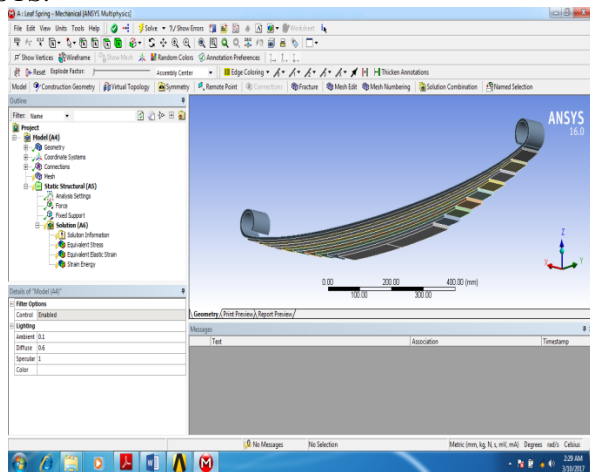 A : Leaf Spring - Mechanical [ANSYS Multiphysics]
File Edit View Units Tools Help Solve ▾ ?/ Show Errors Worksheet
Show Vertices Wireframe Show Mesh Random Colors Annotation Preferences
Reset Explode Factor: Assembly Center Edge Coloring ▾ Thicken Annotations
Model Construction Geometry Virtual Topology Symmetry Remote Point Connections Fracture Mesh Edit Mesh Numbering Solution Combination Named Selection
Outline
Filter: Name
Project
Model (A4)
Geometry
Coordinate Systems
Connections
Mesh
Static Structural (A5)
Analysis Settings
Force
Fixed Support
Solution (A6)
Solution Information
Equivalent Stress
Equivalent Elastic Strain
Strain Energy
ANSYS
16.0
Z
Y
X
0.00 200.00 400.00 (mm)
100.00 300.00
Details of "Model (A4)"
Filter Options
Control Enabled
Lighting
Ambient 0.1
Diffuse 0.6
Specular 1
Color
Geometry Print Preview Report Preview
Messages
Text Association Timestamp
No Messages No Selection Metric (mm, kg, N, s, mV, mA) Degrees rad/s Celsius
2:29 AM
3/10/2017